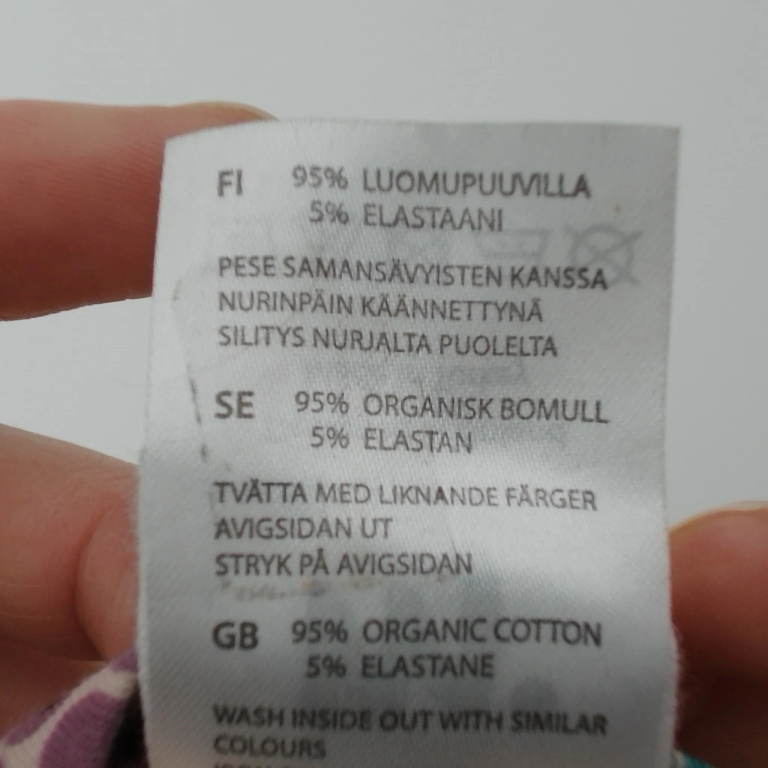 FI 95% LUOMUPUUVILLA
5% ELASTAANI
PESE SAMANSÄVYISTEN KANSSA
NURINPÄIN KÄÄNNETTYNÄ
SILITYS NURJALTA PUOLELTA
SE 95% ORGANISK BOMULL
5% ELASTAN
TVÄTTA MED LIKNANDE FÄRGER
AVIGSIDAN UT
STRYK PÅ AVIGSIDAN
GB 95% ORGANIC COTTON
5% ELASTANE
WASH INSIDE OUT WITH SIMILAR
COLOURS